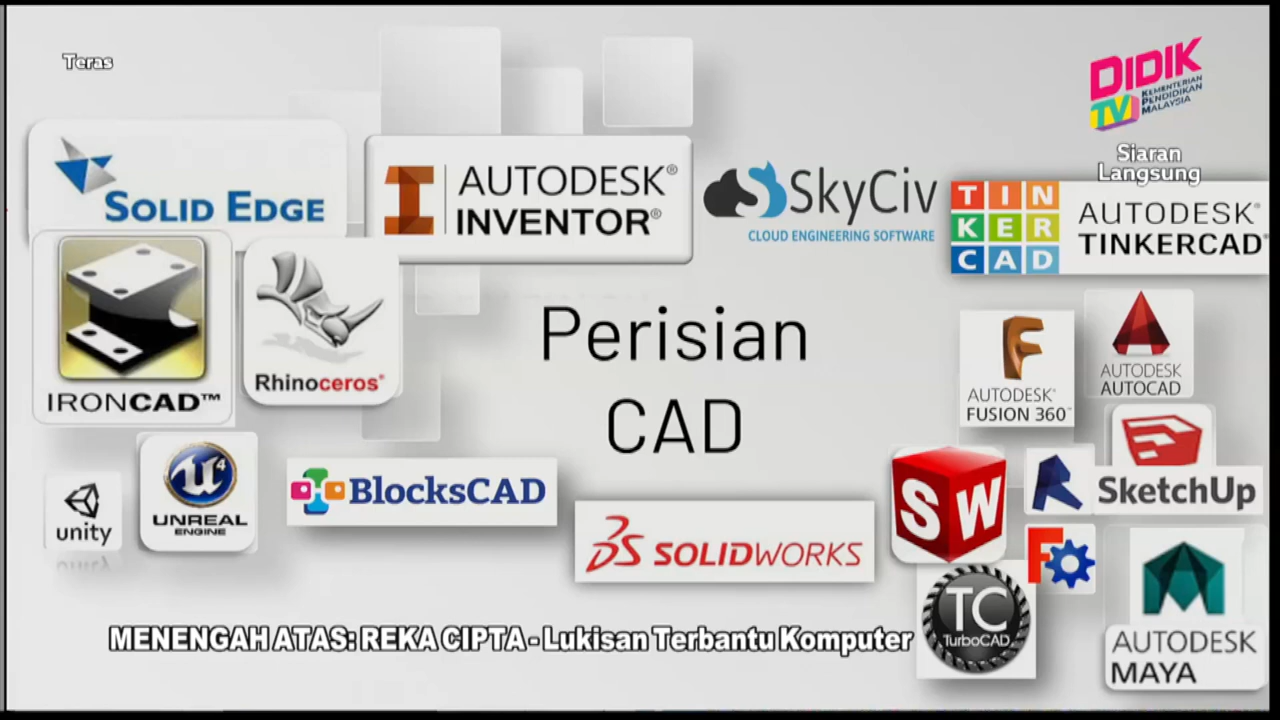 Teras
DIDIK
TV
KEMENTERIAN
PENDIDIKAN
MALAYSIA
Siaran
Langsung
SOLID EDGE
AUTODESK®
INVENTOR®
SkyCiv
CLOUD ENGINEERING SOFTWARE
TIN
KER
CAD
AUTODESK®
TINKERCAD®
IRONCAD™
Rhinoceros®
Perisian
CAD
AUTODESK®
FUSION 360™
AUTODESK
AUTOCAD
unity
4
UNREAL
ENGINE
BlocksCAD
SOLIDWORKS
SW
SketchUp
F
TC
TurboCAD
AUTODESK
MAYA
MENENGAH ATAS: REKA CIPTA - Lukisan Terbantu Komputer